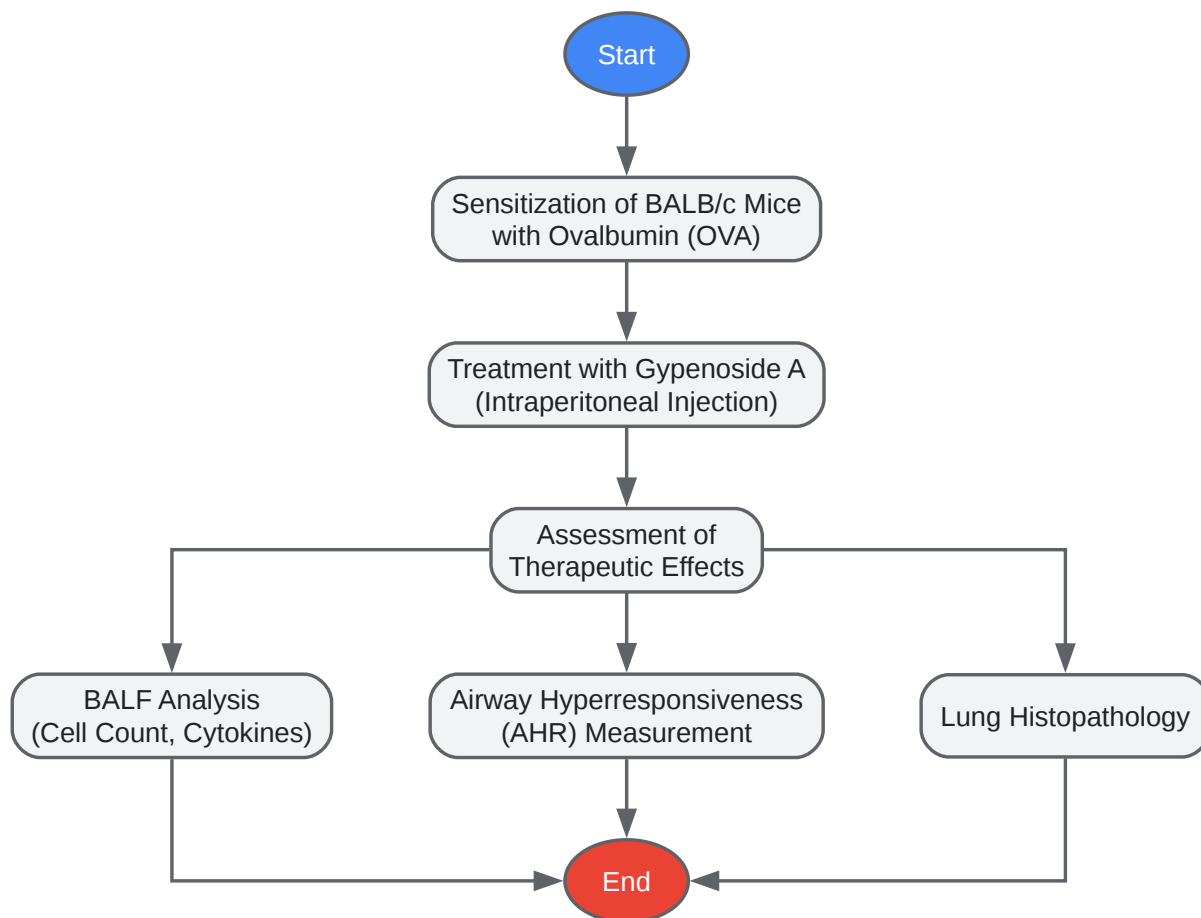 Start
Sensitization of BALB/c Mice
with Ovalbumin (OVA)
Treatment with Gypenoside A
(Intraperitoneal Injection)
Assessment of
Therapeutic Effects
BALF Analysis
(Cell Count, Cytokines)
Airway Hyperresponsiveness
(AHR) Measurement
Lung Histopathology
End